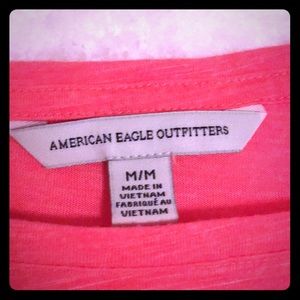 AMERICAN EAGLE OUTFITTERS
M/M
MADE IN
VIETNAM
FABRIQUÉ AU
VIETNAM